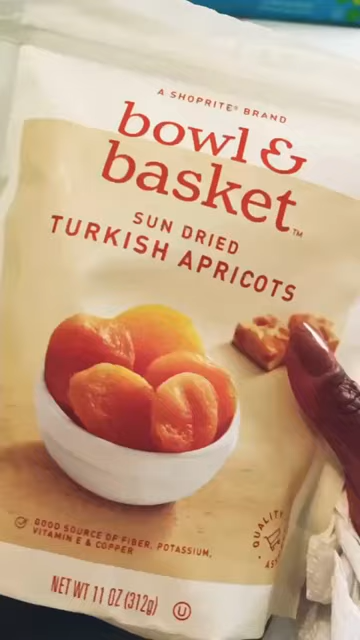 A SHOPRITE® BRAND
bowl &
basket™
SUN DRIED
TURKISH APRICOTS
GOOD SOURCE OF FIBER, POTASSIUM,
VITAMIN E & COPPER
QUALITY
NET WT 11 OZ (312g) U